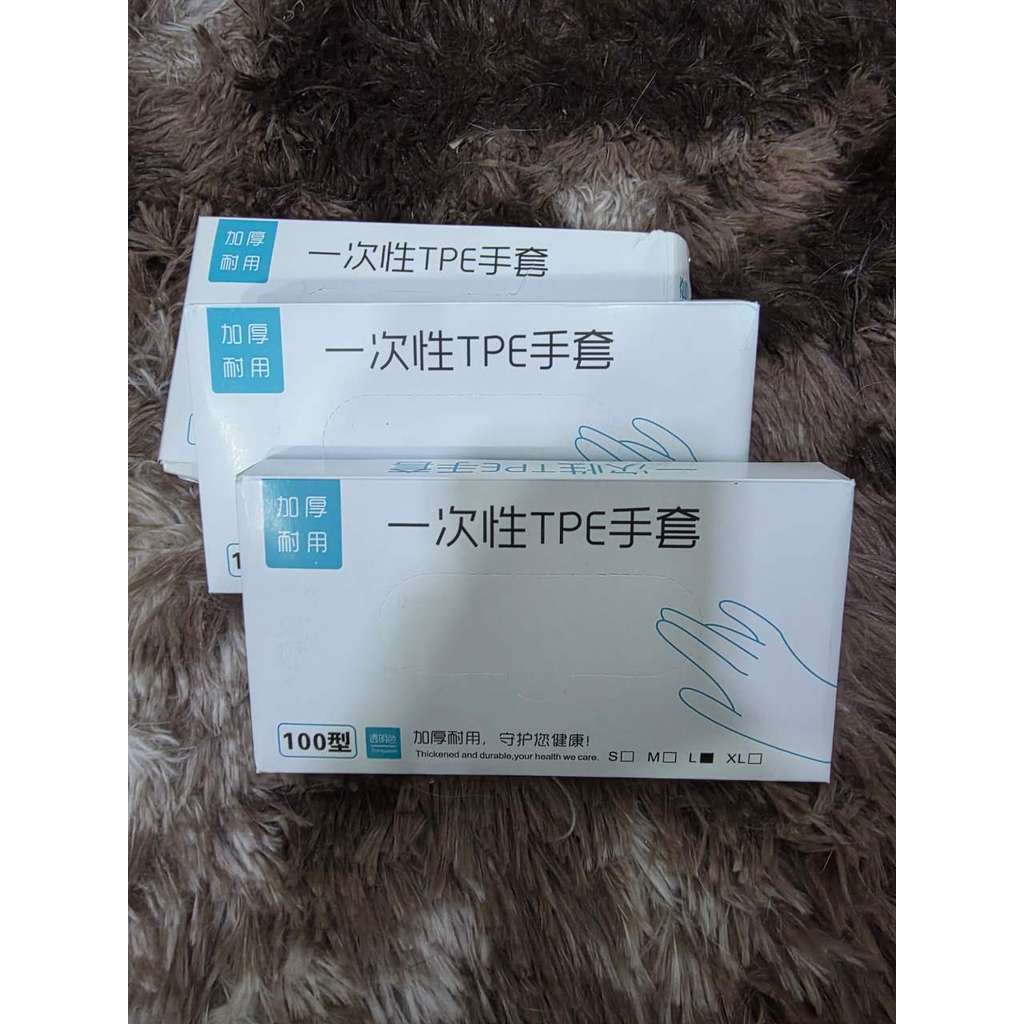 加厚
耐用
一次性TPE手套
加厚
耐用
一次性TPE手套
一次性TPE手套
加厚
耐用
一次性TPE手套
100型
透明色
加厚耐用，守护您健康!
Thickened and durable,your health we care. S□ M□ L■ XL□